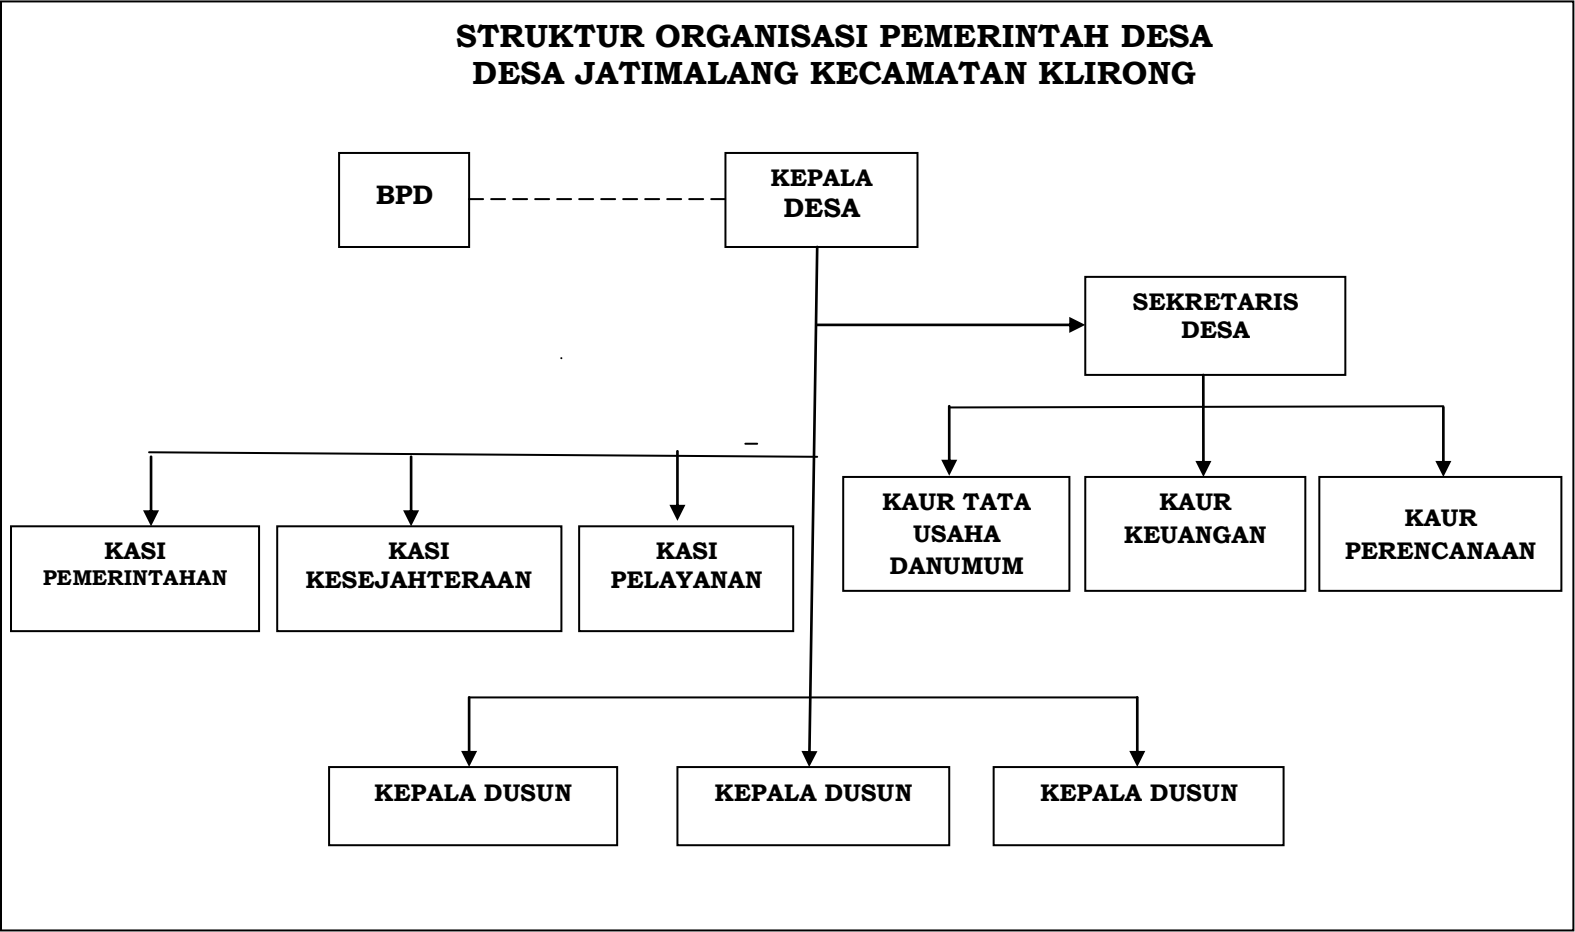 STRUKTUR ORGANISASI PEMERINTAH DESA
DESA JATIMALANG KECAMATAN KLIRONG
BPD
KEPALA
DESA
SEKRETARIS
DESA
KAUR TATA
USAHA
DANUMUM
KAUR
KEUANGAN
KAUR
PERENCANAAN
KASI
PEMERINTAHAN
KASI
KESEJAHTERAAN
KASI
PELAYANAN
KEPALA DUSUN
KEPALA DUSUN
KEPALA DUSUN